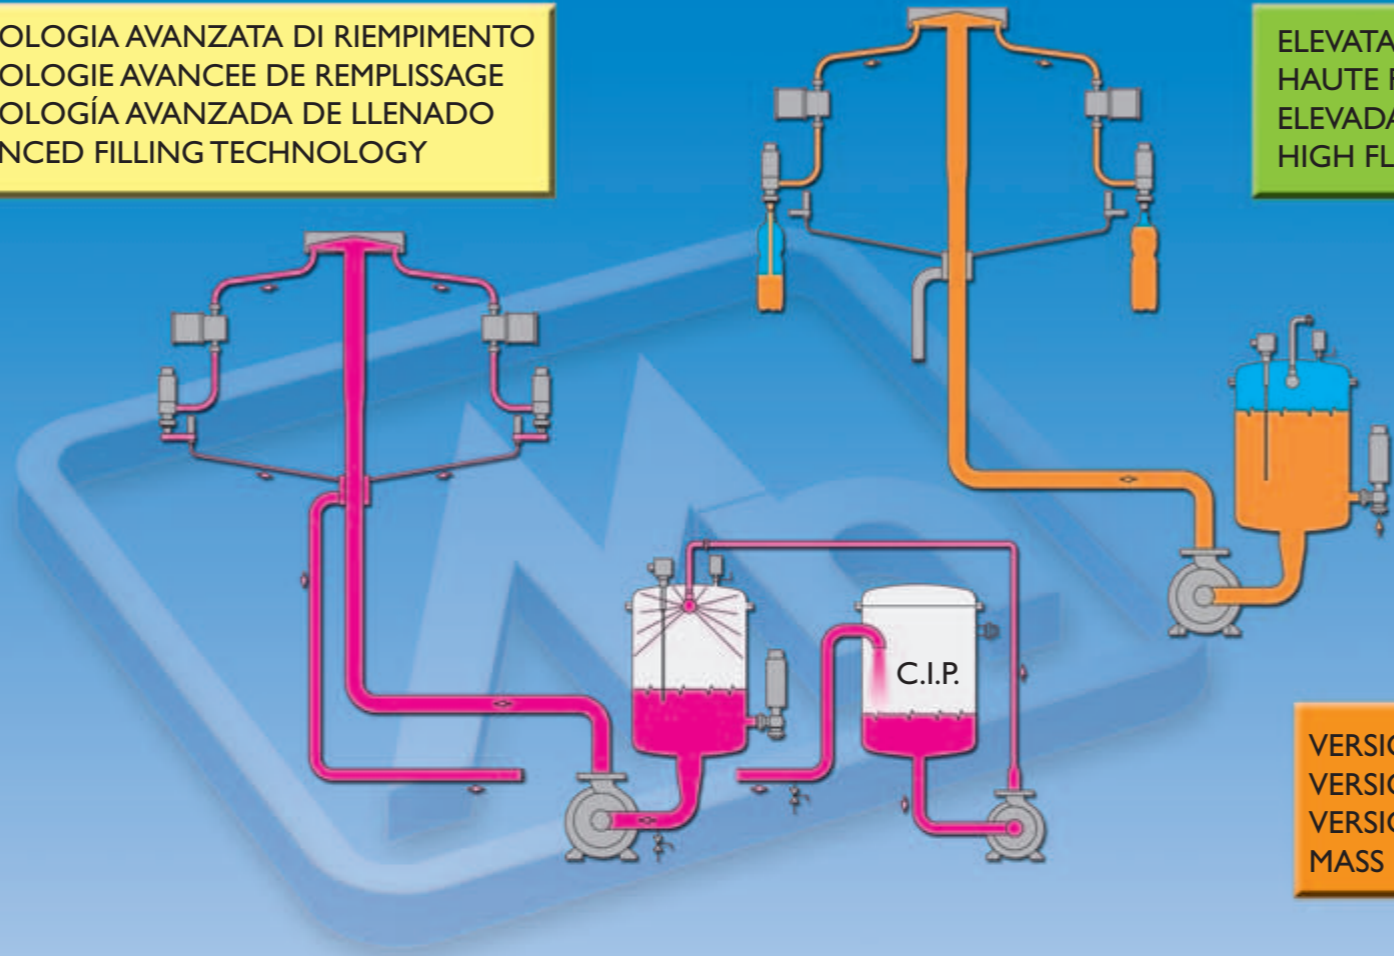 OLOGIA AVANZATA DI RIEMPIMENTO
OLOGIE AVANCEE DE REMPLISSAGE
OLOGÍA AVANZADA DE LLENADO
NCED FILLING TECHNOLOGY
ELEVATA
HAUTE
ELEVADA
HIGH FL
C.I.P.
VERSIO
VERSIO
VERSIO
MASS